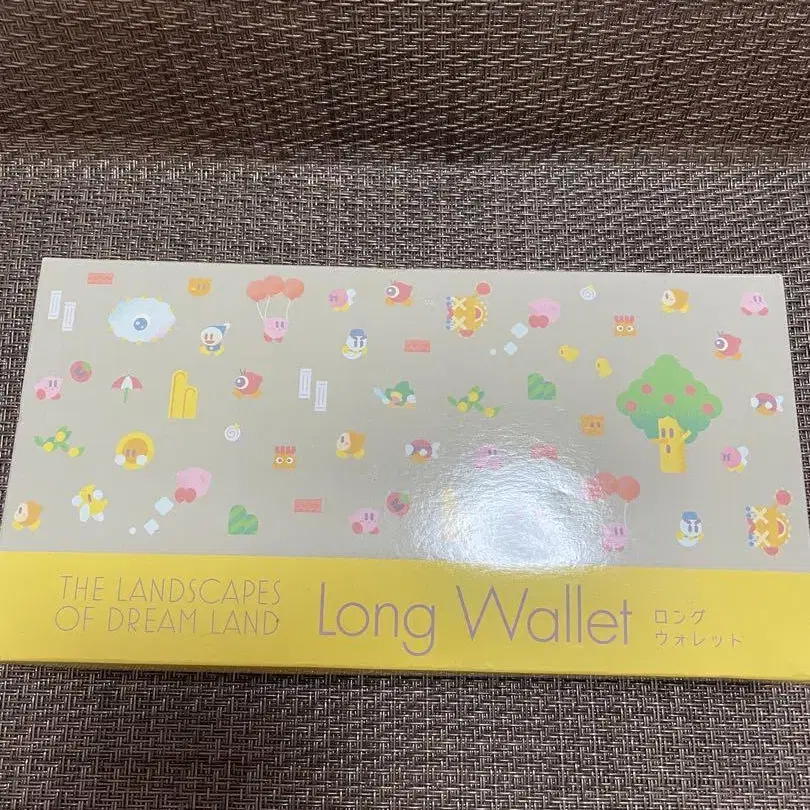 THE LANDSCAPES
OF DREAM LAND
Long Wallet
ロング
ウォレット